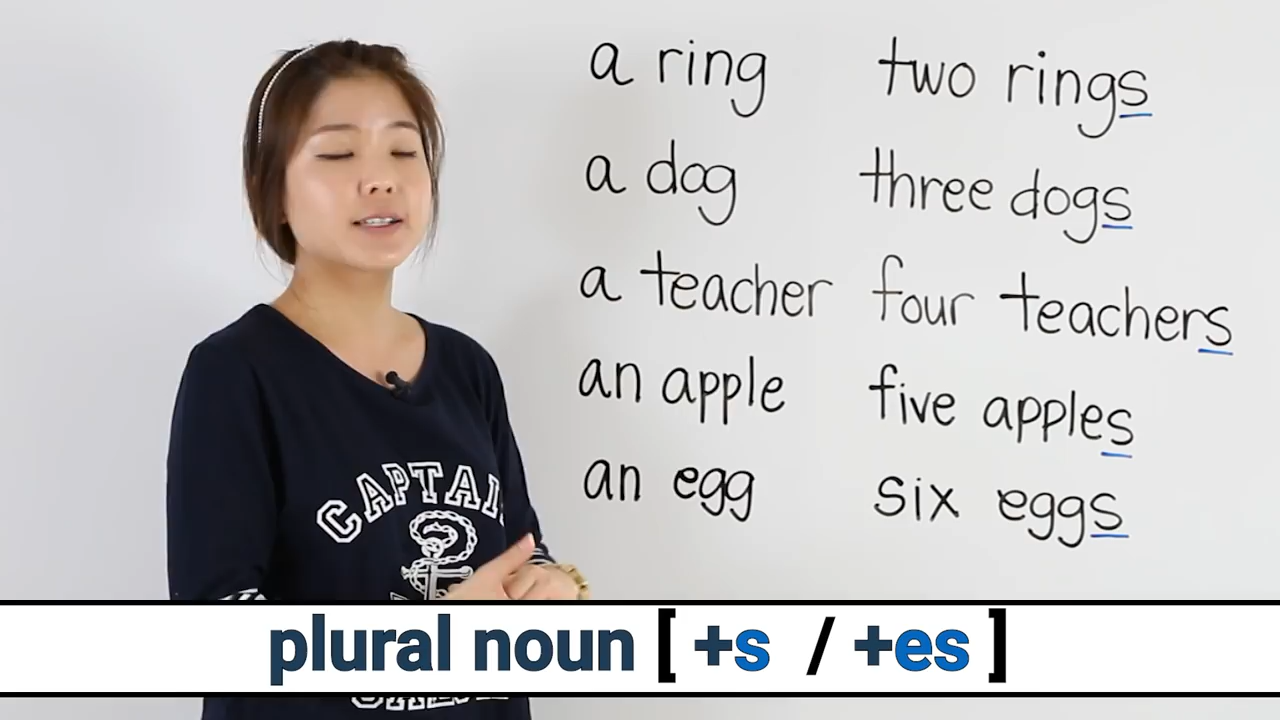 a ring two rings
a dog three dogs
a teacher four teachers
an apple five apples
an egg six eggs
plural noun [ +s / +es ]